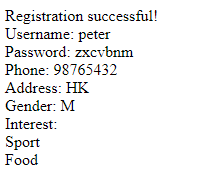 Registration successful!
Username: peter
Password: zxcvbnm
Phone: 98765432
Address: HK
Gender: M
Interest:
Sport
Food